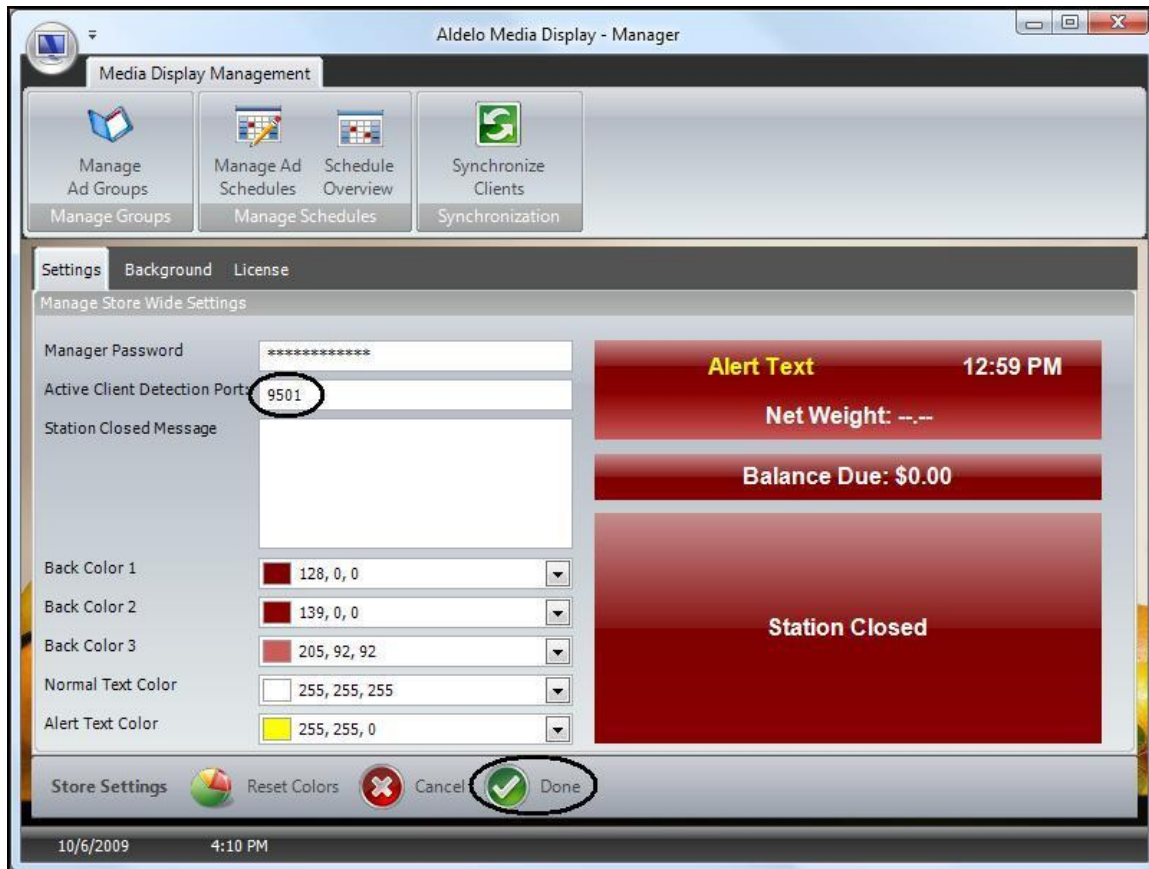 Aldelo Media Display - Manager
Media Display Management
Manage Ad Groups
Manage Ad Schedules
Schedule Overview
Synchronize Clients
Manage Groups
Manage Schedules
Synchronization
Settings Background License
Manage Store Wide Settings
Manager Password ************
Active Client Detection Port: 9501
Station Closed Message
Back Color 1 128, 0, 0
Back Color 2 139, 0, 0
Back Color 3 205, 92, 92
Normal Text Color 255, 255, 255
Alert Text Color 255, 255, 0
Alert Text 12:59 PM
Net Weight: --.--
Balance Due: $0.00
Station Closed
Store Settings Reset Colors Cancel Done
10/6/2009 4:10 PM